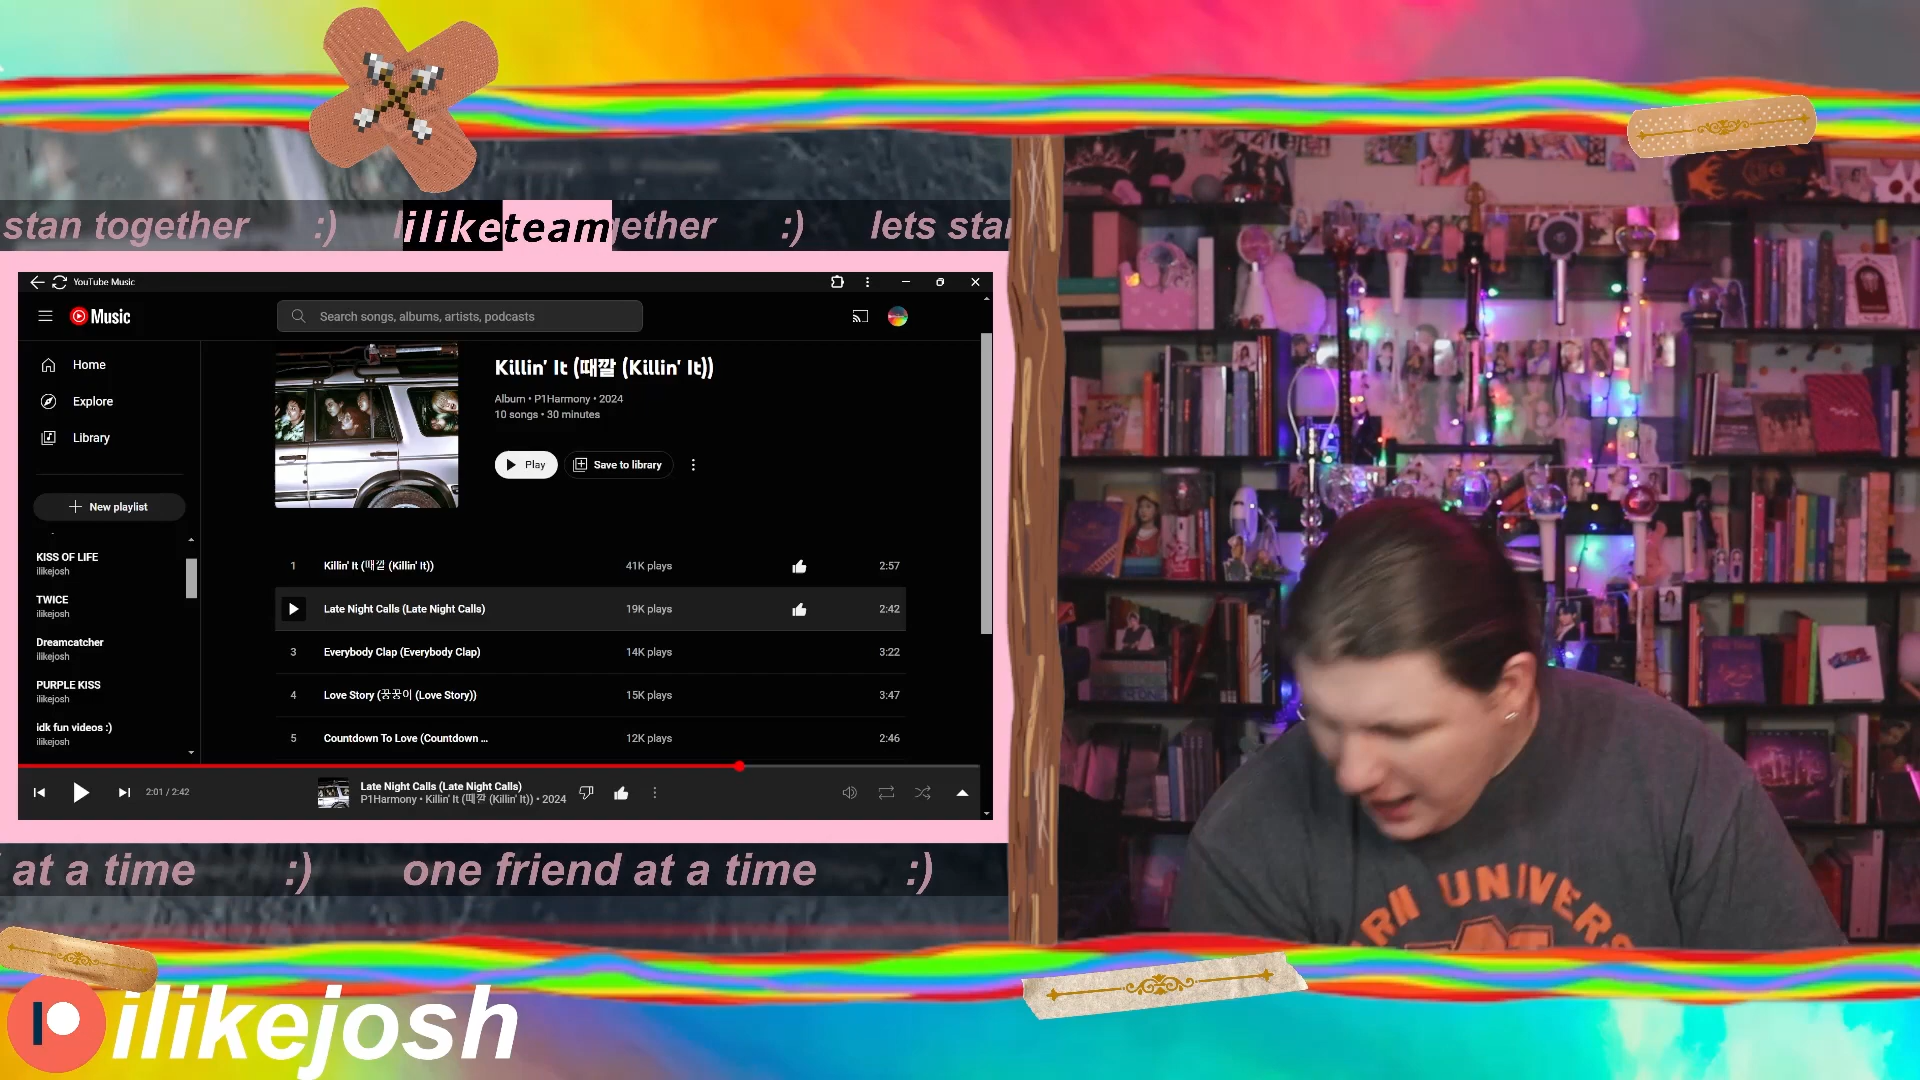 stan together :) iliketeam gether :) lets sta
YouTube Music
Music
Search songs, albums, artists, podcasts
Home
Explore
Library
New playlist
KISS OF LIFE
ilikejosh
TWICE
ilikejosh
Dreamcatcher
ilikejosh
PURPLE KISS
ilikejosh
idk fun videos :)
ilikejosh
Killin' It (때깔 (Killin' It))
Album • P1Harmony • 2024
10 songs • 30 minutes
Play
Save to library
1 Killin' It (때깔 (Killin' It)) 41K plays 2:57
Late Night Calls (Late Night Calls) 19K plays 2:42
3 Everybody Clap (Everybody Clap) 14K plays 3:22
4 Love Story (꿍꿍이 (Love Story)) 15K plays 3:47
5 Countdown To Love (Countdown ... 12K plays 2:46
2:01 / 2:42
Late Night Calls (Late Night Calls)
P1Harmony • Killin' It (때깔 (Killin' It)) • 2024
at a time :) one friend at a time :)
UNIVERS
ilikejosh